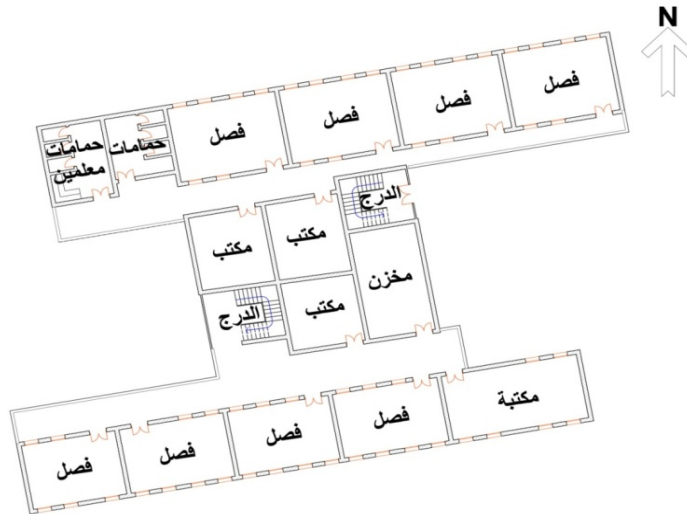 N
فصل
فصل
فصل
فصل
حمامات
حمامات
معلمين
الدرج
مكتب
مكتب
مخزن
مكتب
الدرج
مكتبة
فصل
فصل
فصل
فصل